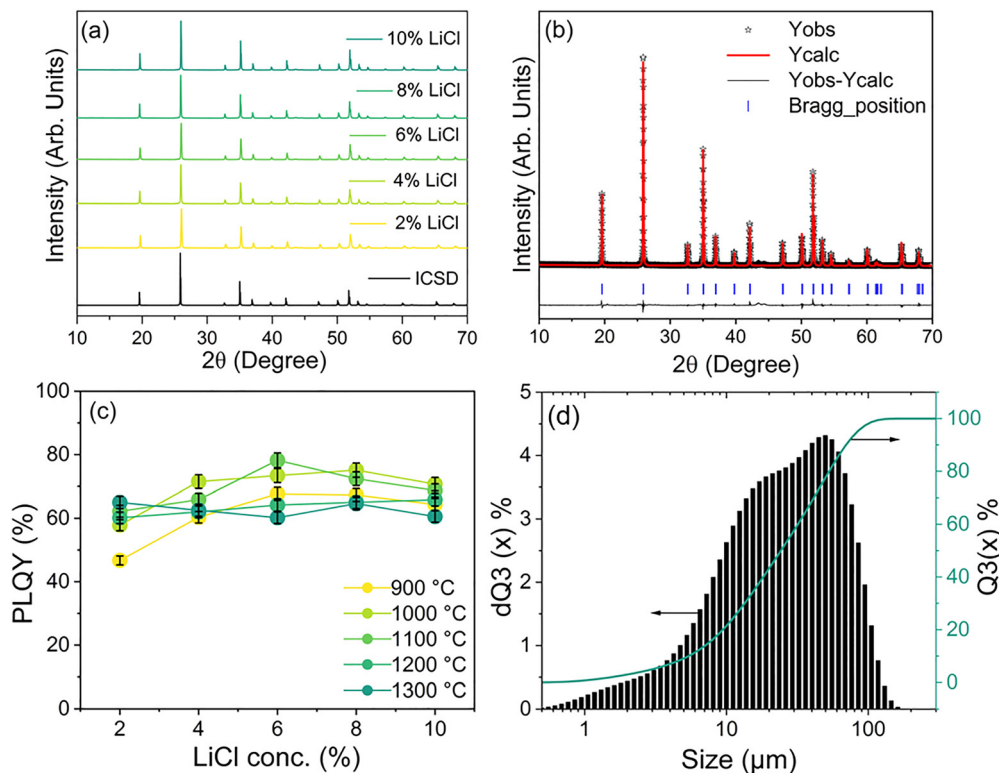 (a)
10% LiCl
8% LiCl
6% LiCl
4% LiCl
2% LiCl
ICSD
Intensity (Arb. Units)
10 20 30 40 50 60 70
2θ (Degree)
(b)
Yobs
Ycalc
Yobs-Ycalc
Bragg_position
Intensity (Arb. Units)
10 20 30 40 50 60 70
2θ (Degree)
(c)
100
80
60
40
20
0
PLQY (%)
900 °C
1000 °C
1100 °C
1200 °C
1300 °C
2 4 6 8 10
LiCl conc. (%)
(d)
5
4
3
2
1
0
dQ3 (x) %
100
80
60
40
20
0
Q3(x) %
1 10 100
Size (μm)